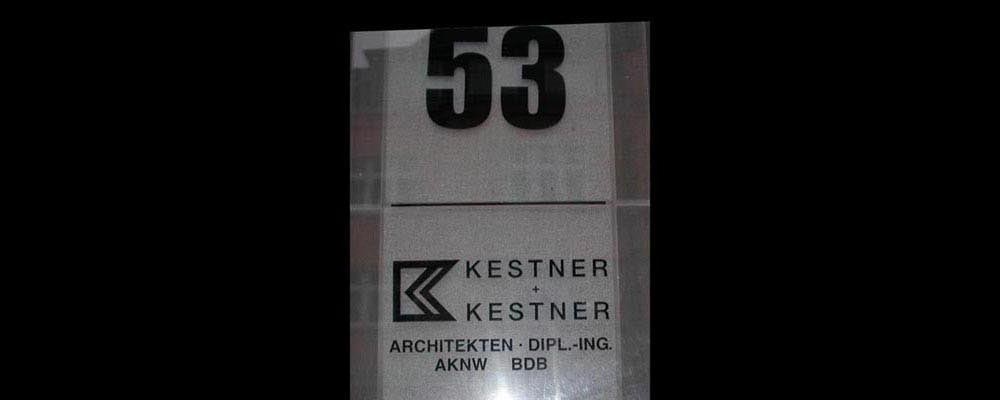 53
KESTNER
+
KESTNER
ARCHITEKTEN · DIPL.-ING.
AKNW BDB